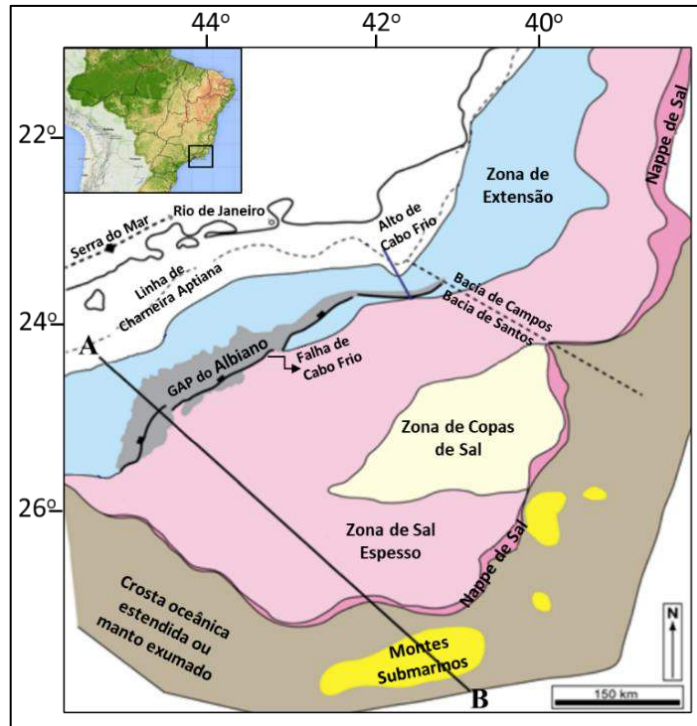 44º
42º
40º
22º
24º
26º
Zona de
Extensão
Nappe de Sal
Alto de
Cabo Frio
Rio de Janeiro
Serra do Mar
Linha de
Charneira Aptiana
Bacia de Campos
Bacia de Santos
A
GAP do Albiano
Falha de
Cabo Frio
Zona de Copas
de Sal
Zona de Sal
Espesso
Nappe de Sal
Crosta oceânica
estendida ou
manto exumado
Montes
Submarinos
B
N
150 km